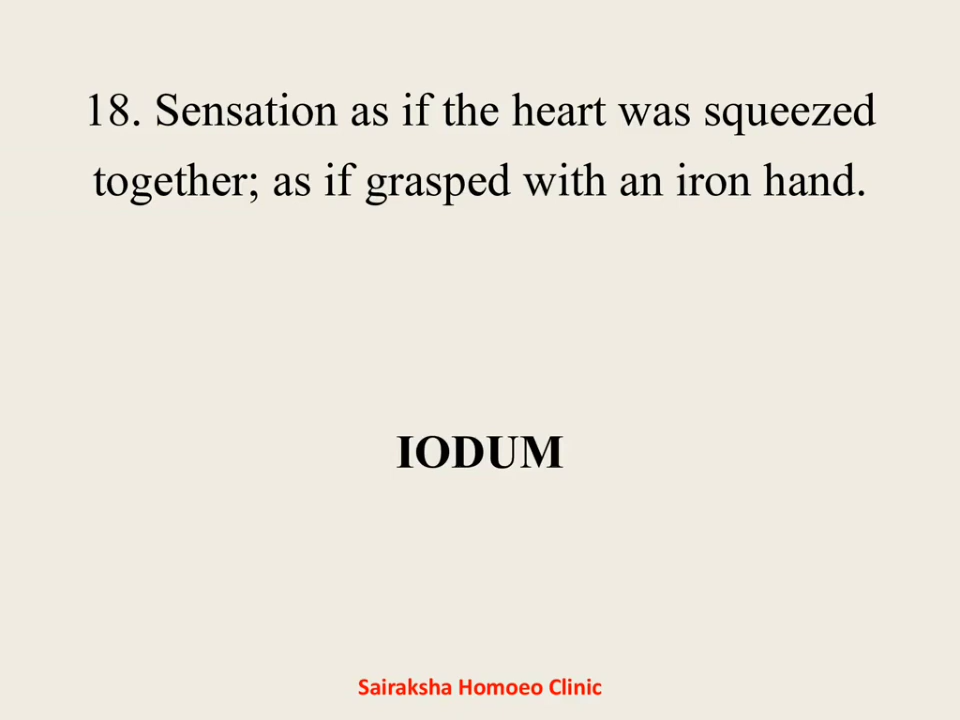 18. Sensation as if the heart was squeezed
together; as if grasped with an iron hand.
IODUM
Sairaksha Homoeo Clinic